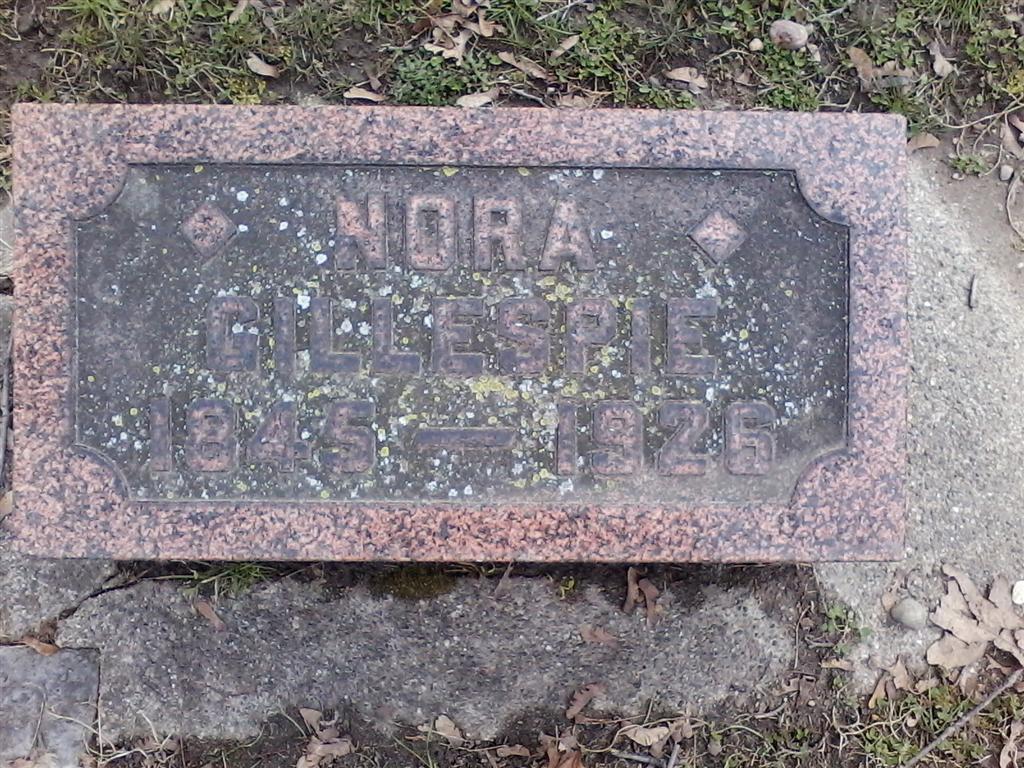 NORA
GILLESPIE
1845 — 1926